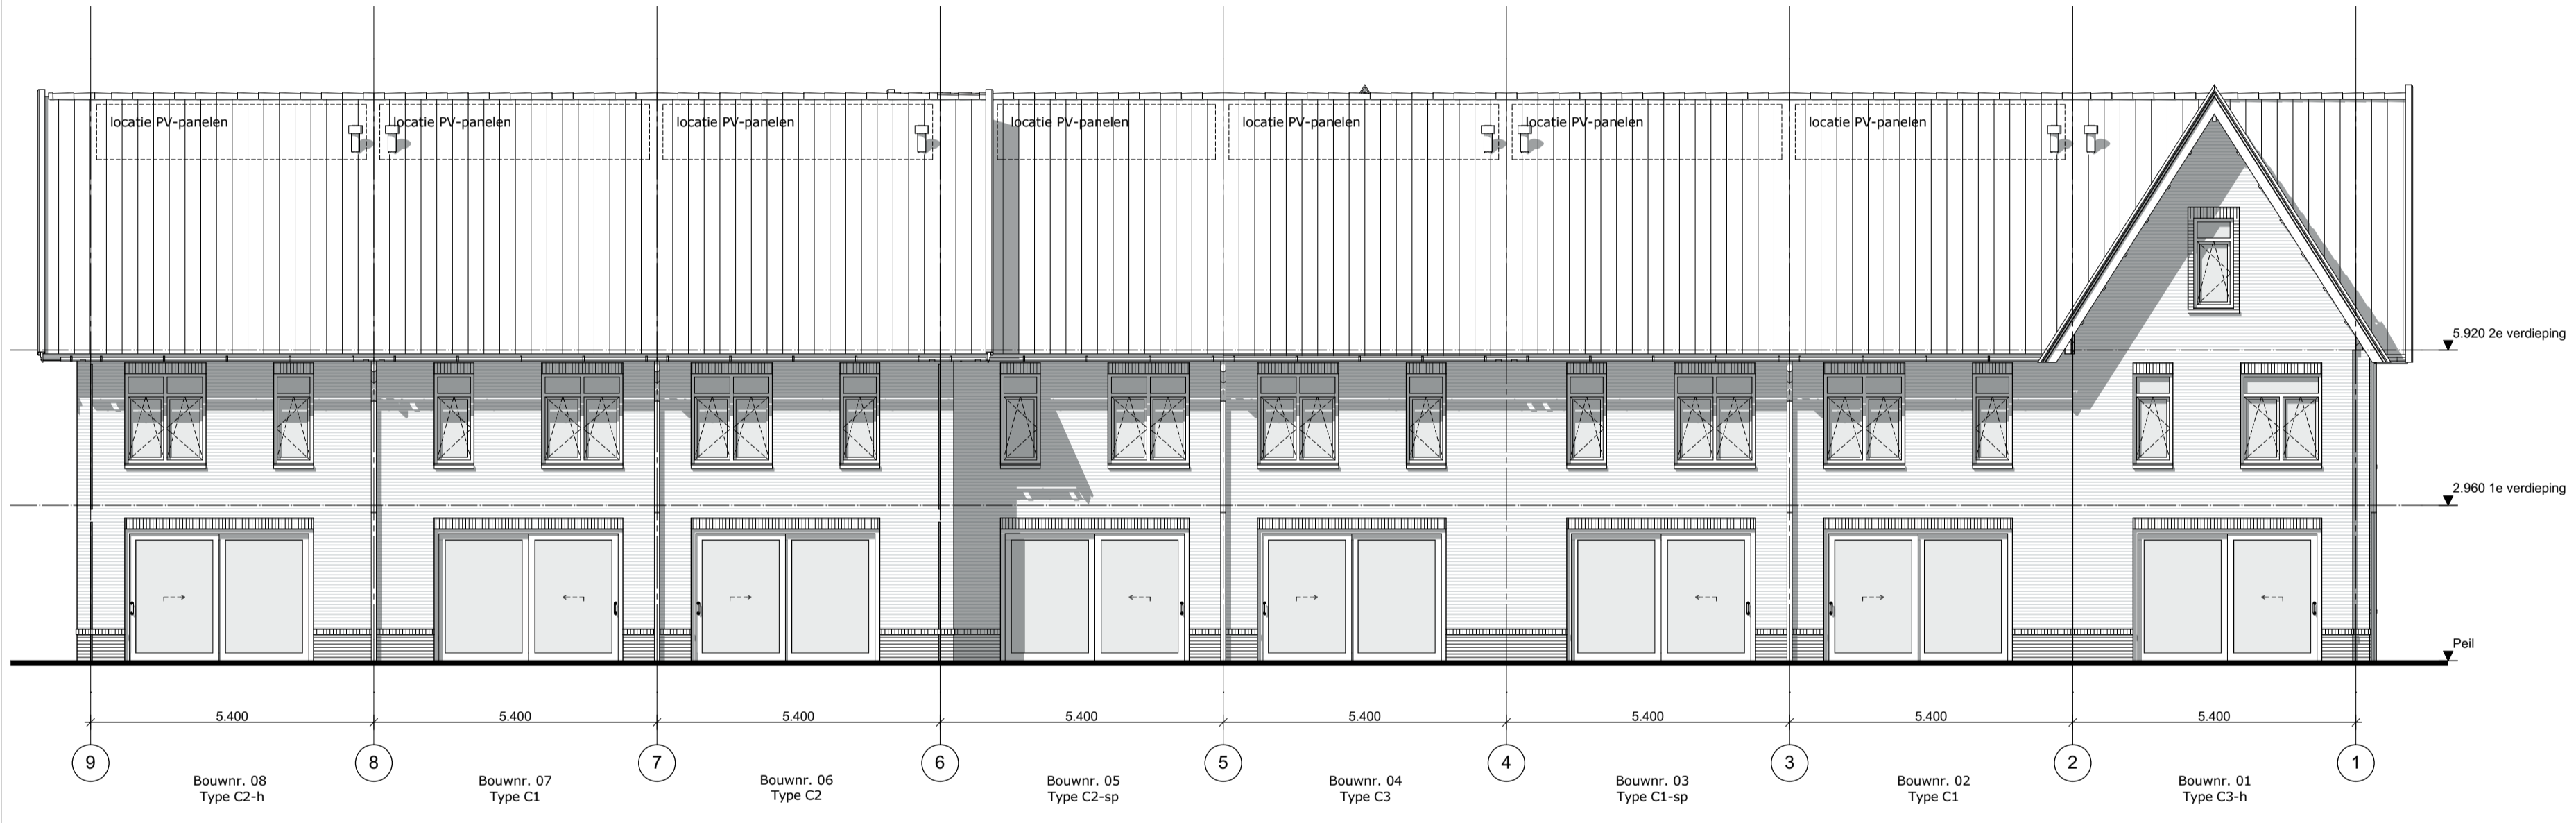 locatie PV-panelen
locatie PV-panelen
locatie PV-panelen
locatie PV-panelen
locatie PV-panelen
locatie PV-panelen
locatie PV-panelen
5.920 2e verdieping
2.960 1e verdieping
Peil
5.400
5.400
5.400
5.400
5.400
5.400
5.400
5.400
9
8
7
6
5
4
3
2
1
Bouwnr. 08
Type C2-h
Bouwnr. 07
Type C1
Bouwnr. 06
Type C2
Bouwnr. 05
Type C2-sp
Bouwnr. 04
Type C3
Bouwnr. 03
Type C1-sp
Bouwnr. 02
Type C1
Bouwnr. 01
Type C3-h